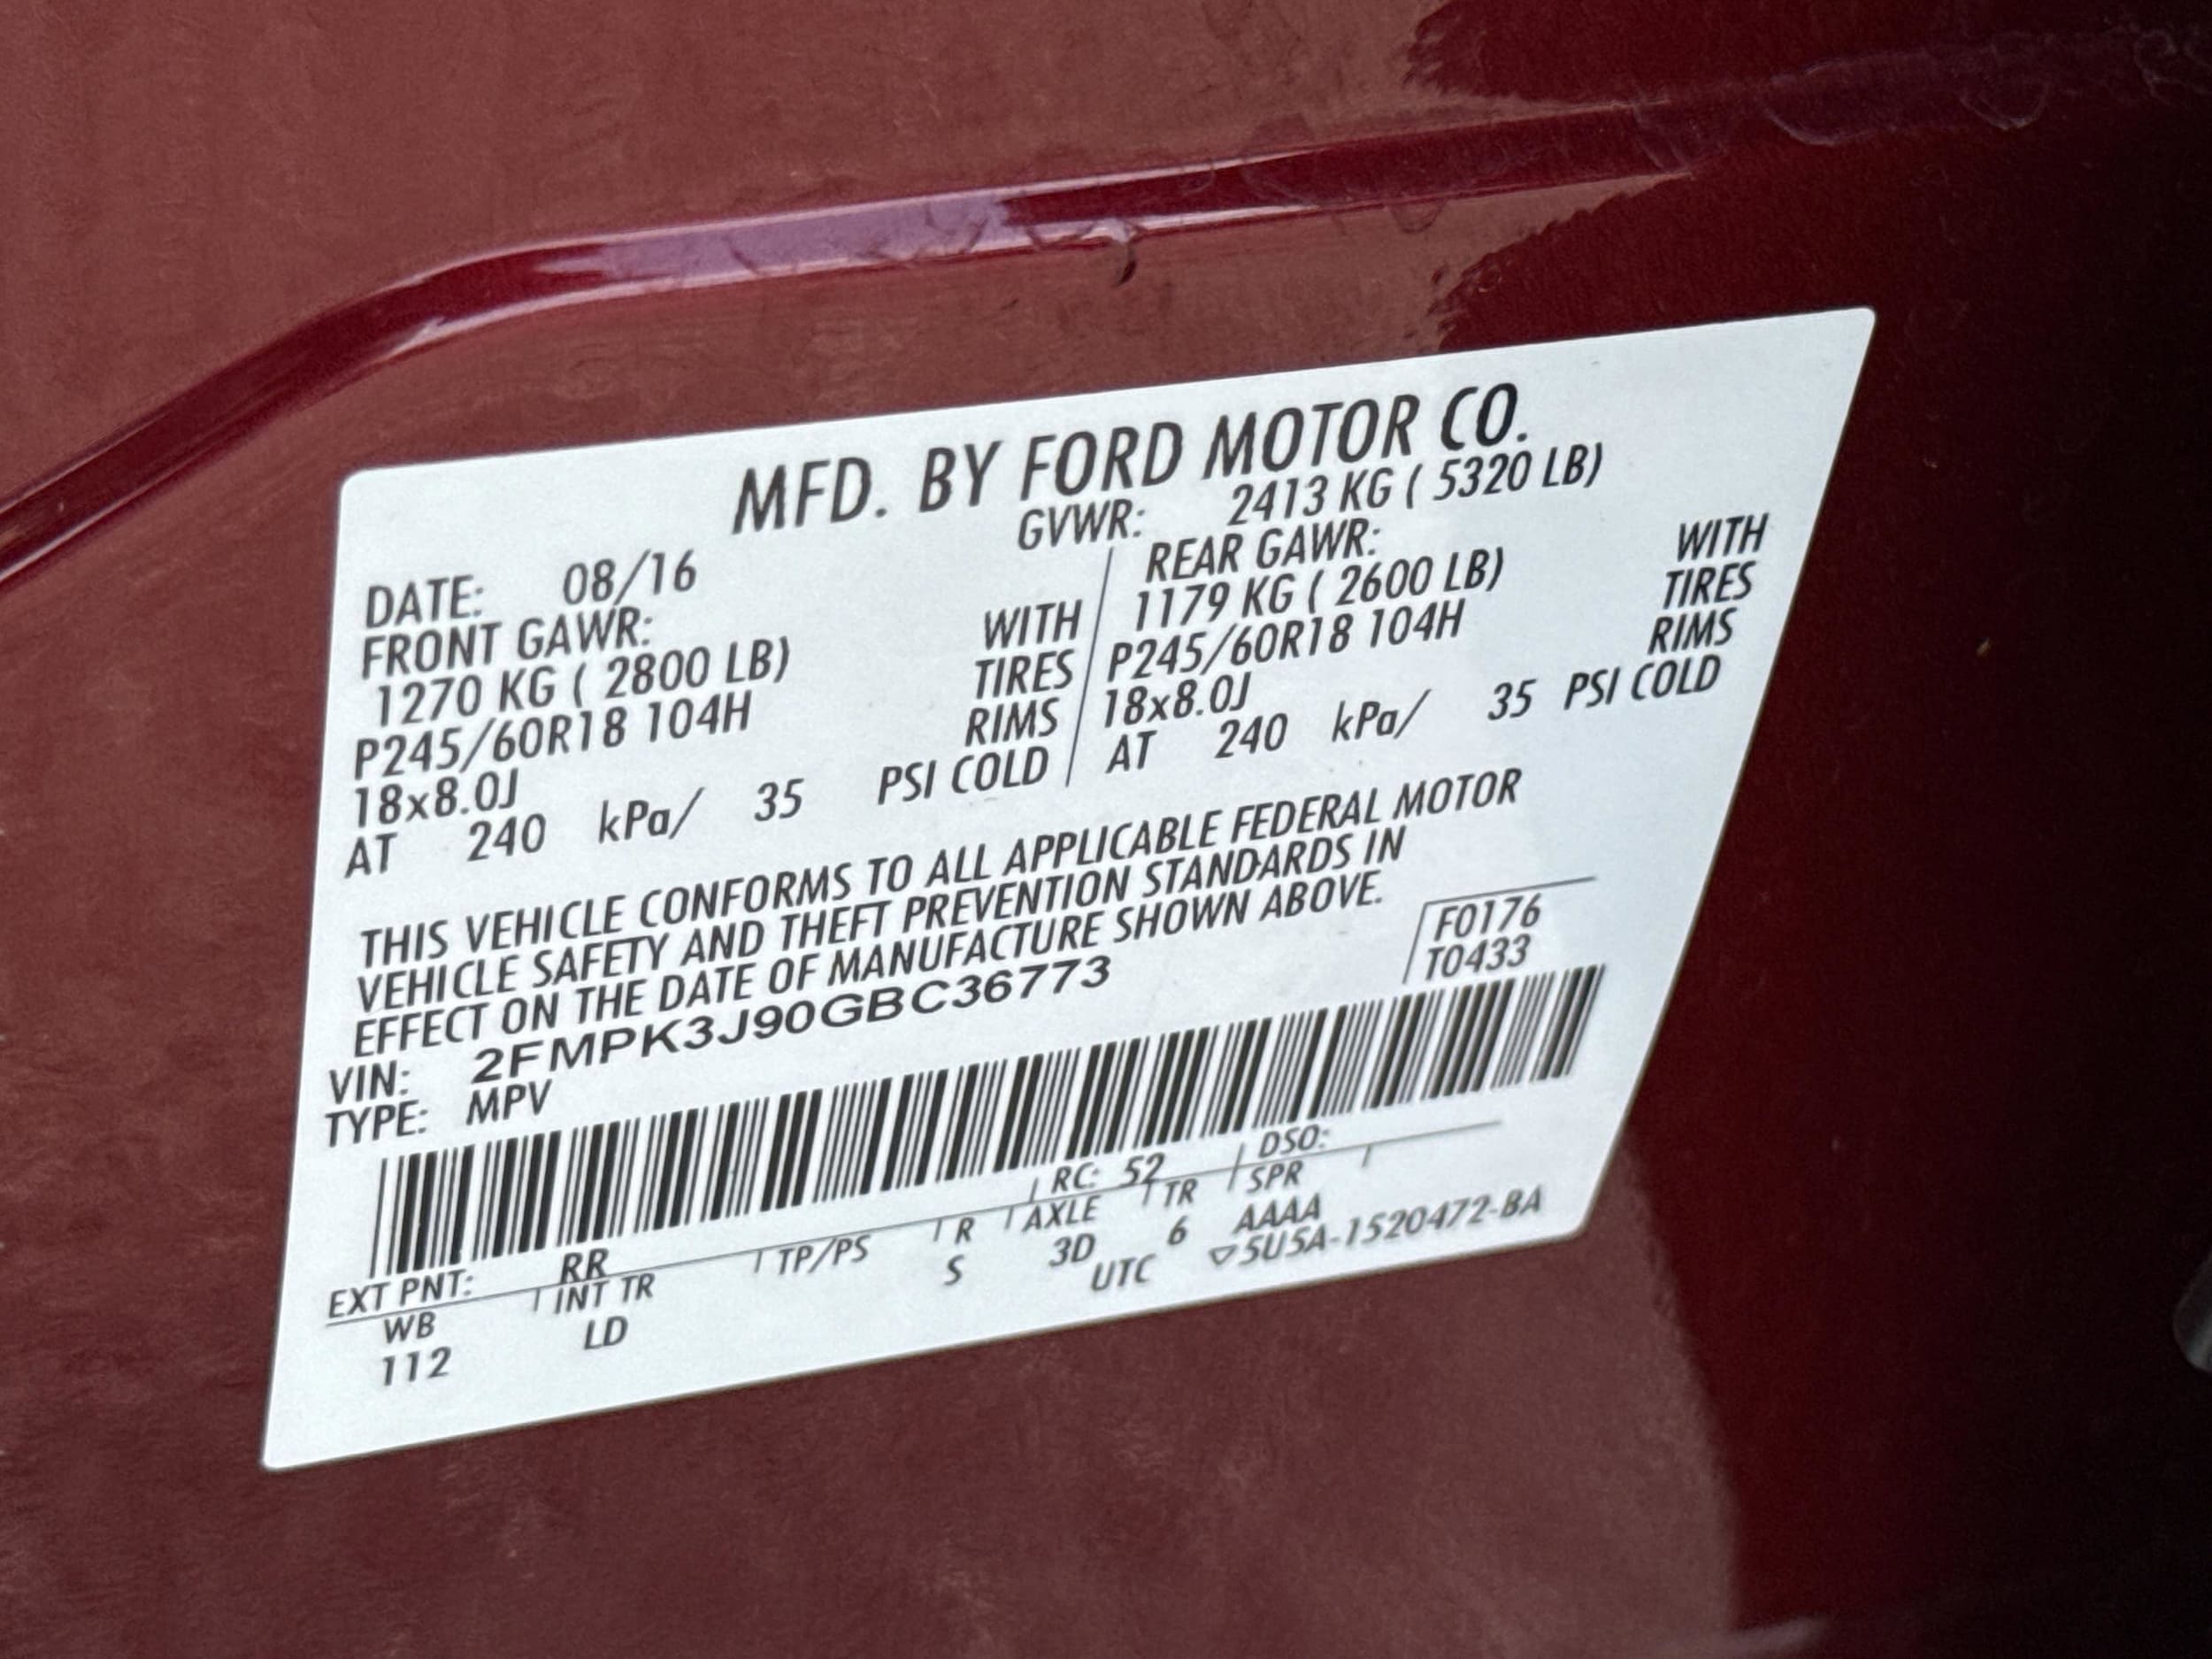 MFD. BY FORD MOTOR CO.
DATE: 08/16 GVWR: 2413 KG ( 5320 LB)
FRONT GAWR: REAR GAWR:
1270 KG ( 2800 LB) WITH 1179 KG ( 2600 LB) WITH
P245/60R18 104H TIRES P245/60R18 104H TIRES
18x8.0J RIMS 18x8.0J RIMS
AT 240 kPa/ 35 PSI COLD AT 240 kPa/ 35 PSI COLD
THIS VEHICLE CONFORMS TO ALL APPLICABLE FEDERAL MOTOR
VEHICLE SAFETY AND THEFT PREVENTION STANDARDS IN
EFFECT ON THE DATE OF MANUFACTURE SHOWN ABOVE.
VIN: 2FMPK3J90GBC36773 F0176
TYPE: MPV T0433
EXT PNT: RR RC: 52 DSO:
WB INT TR TP/PS R AXLE TR SPR
112 LD S 3D 6 AAAA
UTC ▽5U5A-1520472-BA